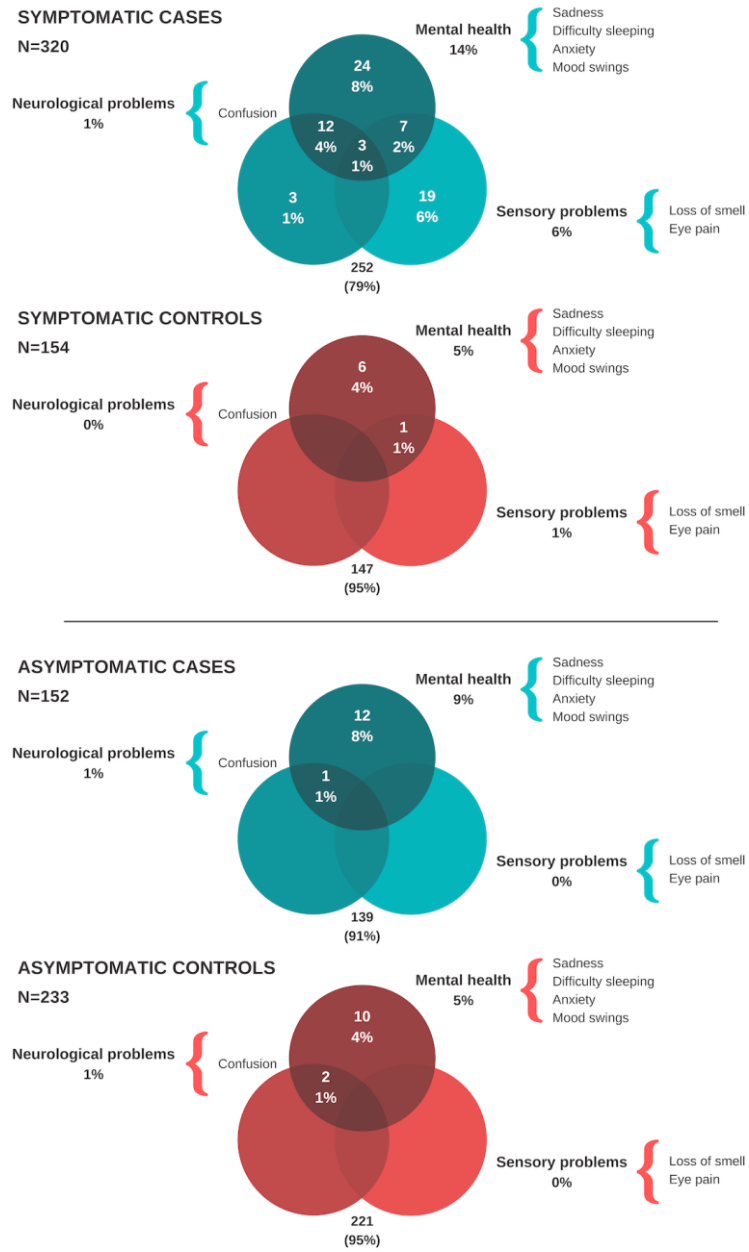 SYMPTOMATIC CASES
N=320
Mental health
14%
Sadness
Difficulty sleeping
Anxiety
Mood swings
24
8%
Neurological problems
1%
Confusion
12
4%
3
1%
7
2%
3
1%
19
6%
Sensory problems
6%
Loss of smell
Eye pain
252
(79%)
SYMPTOMATIC CONTROLS
N=154
Mental health
5%
Sadness
Difficulty sleeping
Anxiety
Mood swings
6
4%
Neurological problems
0%
Confusion
1
1%
Sensory problems
1%
Loss of smell
Eye pain
147
(95%)
ASYMPTOMATIC CASES
N=152
Mental health
9%
Sadness
Difficulty sleeping
Anxiety
Mood swings
12
8%
Neurological problems
1%
Confusion
1
1%
Sensory problems
0%
Loss of smell
Eye pain
139
(91%)
ASYMPTOMATIC CONTROLS
N=233
Mental health
5%
Sadness
Difficulty sleeping
Anxiety
Mood swings
10
4%
Neurological problems
1%
Confusion
2
1%
Sensory problems
0%
Loss of smell
Eye pain
221
(95%)